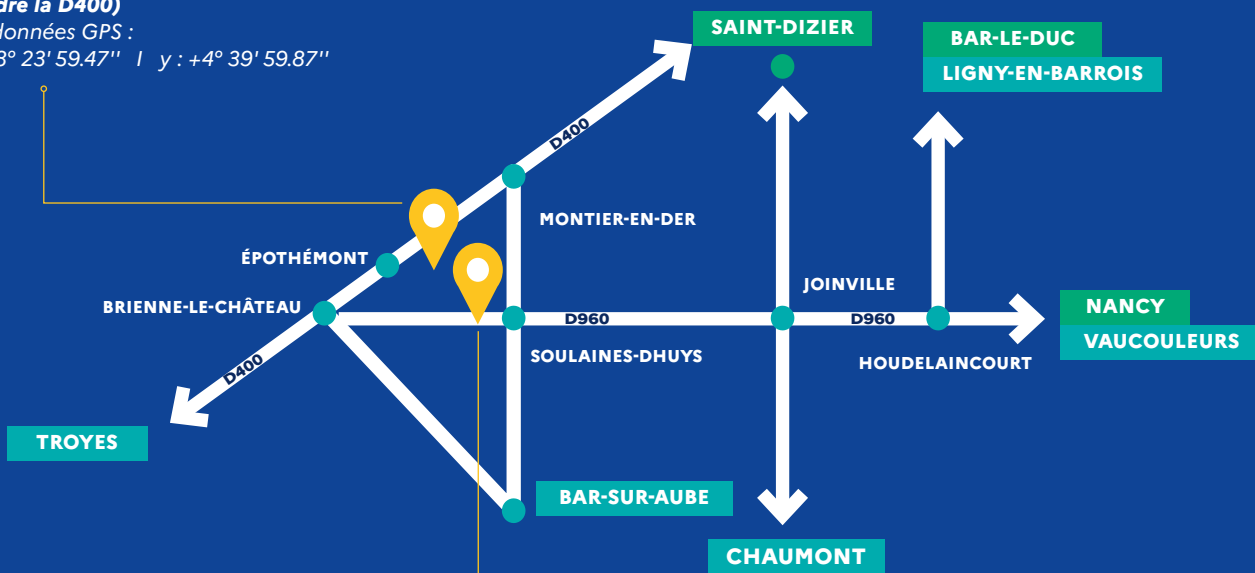 dre la D400)
données GPS :
8° 23' 59.47'' I y : +4° 39' 59.87''
SAINT-DIZIER
BAR-LE-DUC
LIGNY-EN-BARROIS
D400
MONTIER-EN-DER
ÉPOTHÉMONT
BRIENNE-LE-CHÂTEAU
JOINVILLE
D960
D960
NANCY
VAUCOULEURS
SOULAINES-DHUYS
HOUDELAINCOURT
D400
TROYES
BAR-SUR-AUBE
CHAUMONT